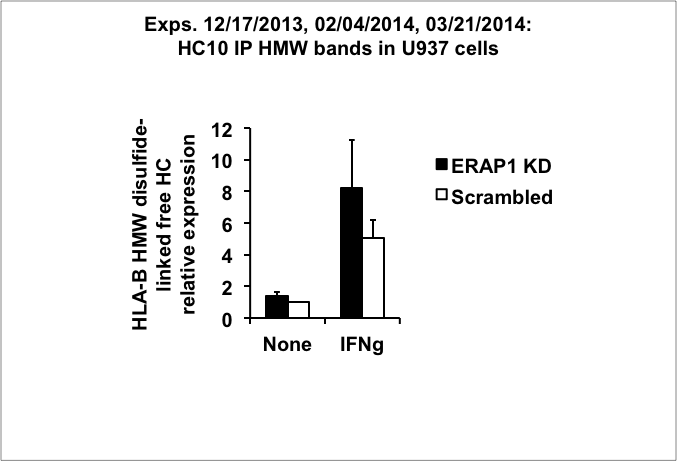 Exps. 12/17/2013, 02/04/2014, 03/21/2014:
HC10 IP HMW bands in U937 cells
HLA-B HMW disulfide-
linked free HC
relative expression
12
10
8
6
4
2
0
None
IFNg
ERAP1 KD
Scrambled